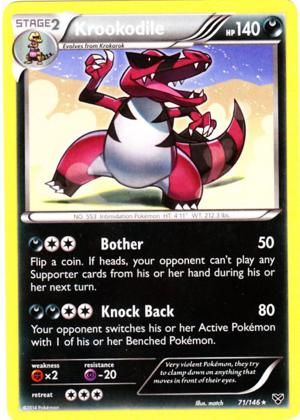 STAGE2 Krookodile HP 140
Evolves from Krokorok
NO. 553 Intimidation Pokémon HT. 4'11" WT. 212.3 lbs.
Bother 50
Flip a coin. If heads, your opponent can't play any
Supporter cards from his or her hand during his or
her next turn.
Knock Back 80
Your opponent switches his or her Active Pokémon
with 1 of his or her Benched Pokémon.
weakness resistance
×2 -20
retreat
Very violent Pokémon, they try
to clamp down on anything that
moves in front of their eyes.
©2014 Pokémon Illus. match 71/146 ★